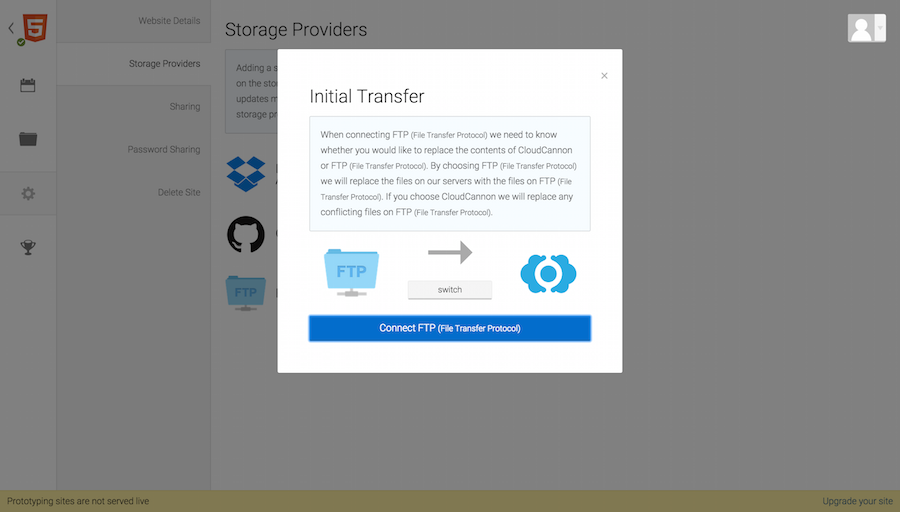 Website Details
Storage Providers
Sharing
Password Sharing
Delete Site
Storage Providers
Adding a s
on the sto
updates m
storage pr
FTP
×
Initial Transfer
When connecting FTP (File Transfer Protocol) we need to know
whether you would like to replace the contents of CloudCannon
or FTP (File Transfer Protocol). By choosing FTP (File Transfer Protocol)
we will replace the files on our servers with the files on FTP (File
Transfer Protocol). If you choose CloudCannon we will replace any
conflicting files on FTP (File Transfer Protocol).
FTP
switch
Connect FTP (File Transfer Protocol)
Prototyping sites are not served live
Upgrade your site